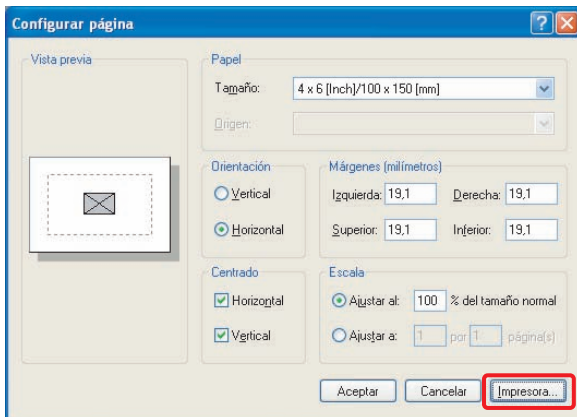 Configurar página
Vista previa
Papel
Tamaño: 4 x 6 [Inch]/100 x 150 [mm]
Origen:
Orientación
Vertical
Horizontal
Márgenes (milímetros)
Izquierda: 19,1 Derecha: 19,1
Superior: 19,1 Inferior: 19,1
Centrado
Horizontal
Vertical
Escala
Ajustar al: 100 % del tamaño normal
Ajustar a: 1 por 1 página(s)
Aceptar Cancelar Impresora...